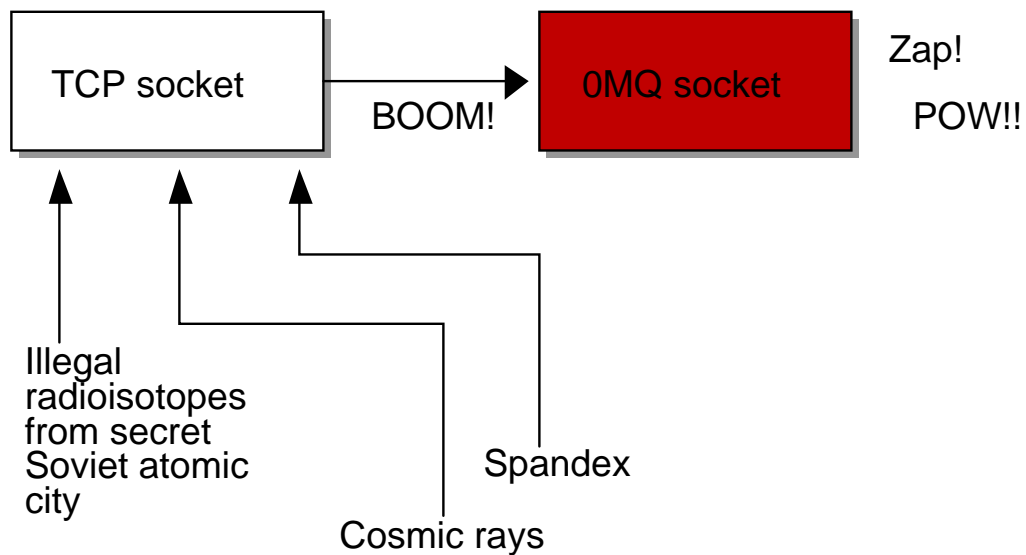 TCP socket
BOOM!
0MQ socket
Zap!
POW!!
Illegal
radioisotopes
from secret
Soviet atomic
city
Spandex
Cosmic rays